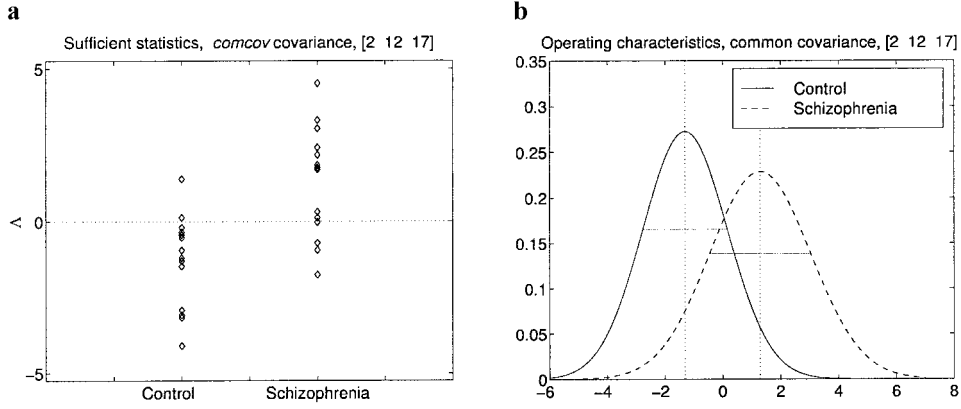 a
Sufficient statistics, comcov covariance, [2 12 17]
5
0
−5
Λ
Control
Schizophrenia
b
Operating characteristics, common covariance, [2 12 17]
0.35
0.3
0.25
0.2
0.15
0.1
0.05
0
Control
Schizophrenia
−6 −4 −2 0 2 4 6 8